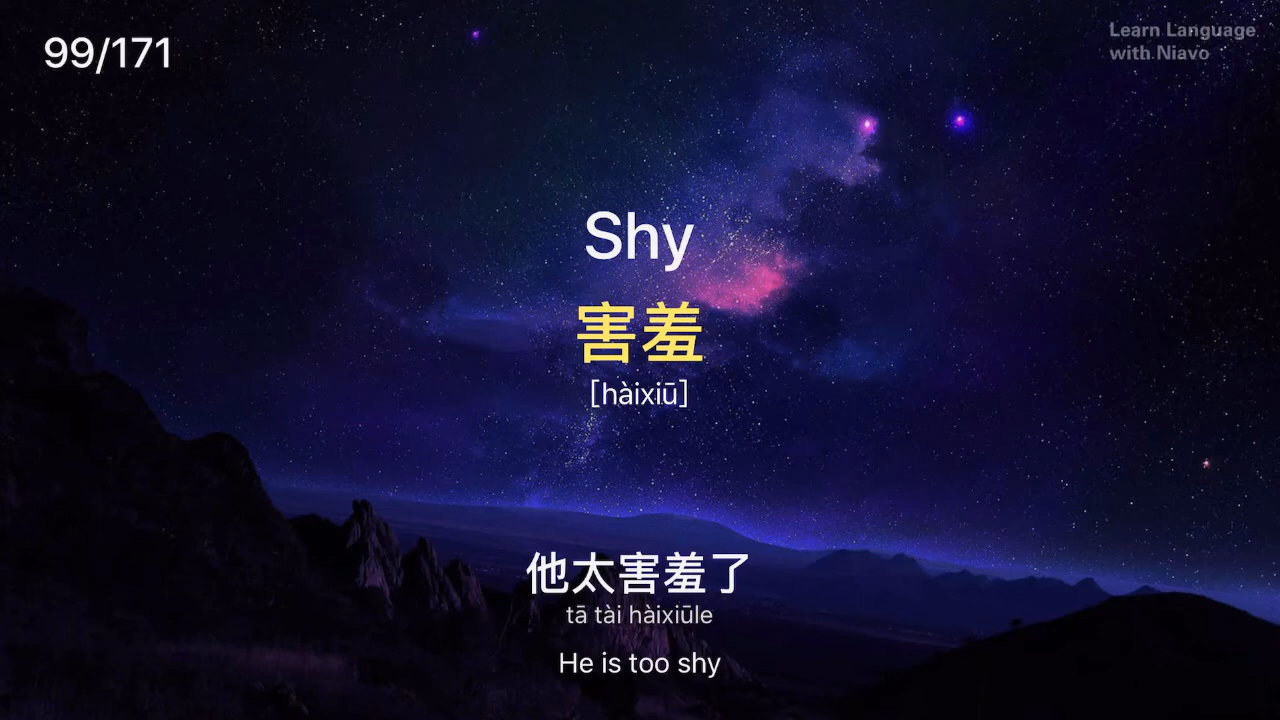 99/171
Learn Language
with Niavo
Shy
害羞
[hàixiū]
他太害羞了
tā tài hàixiūle
He is too shy